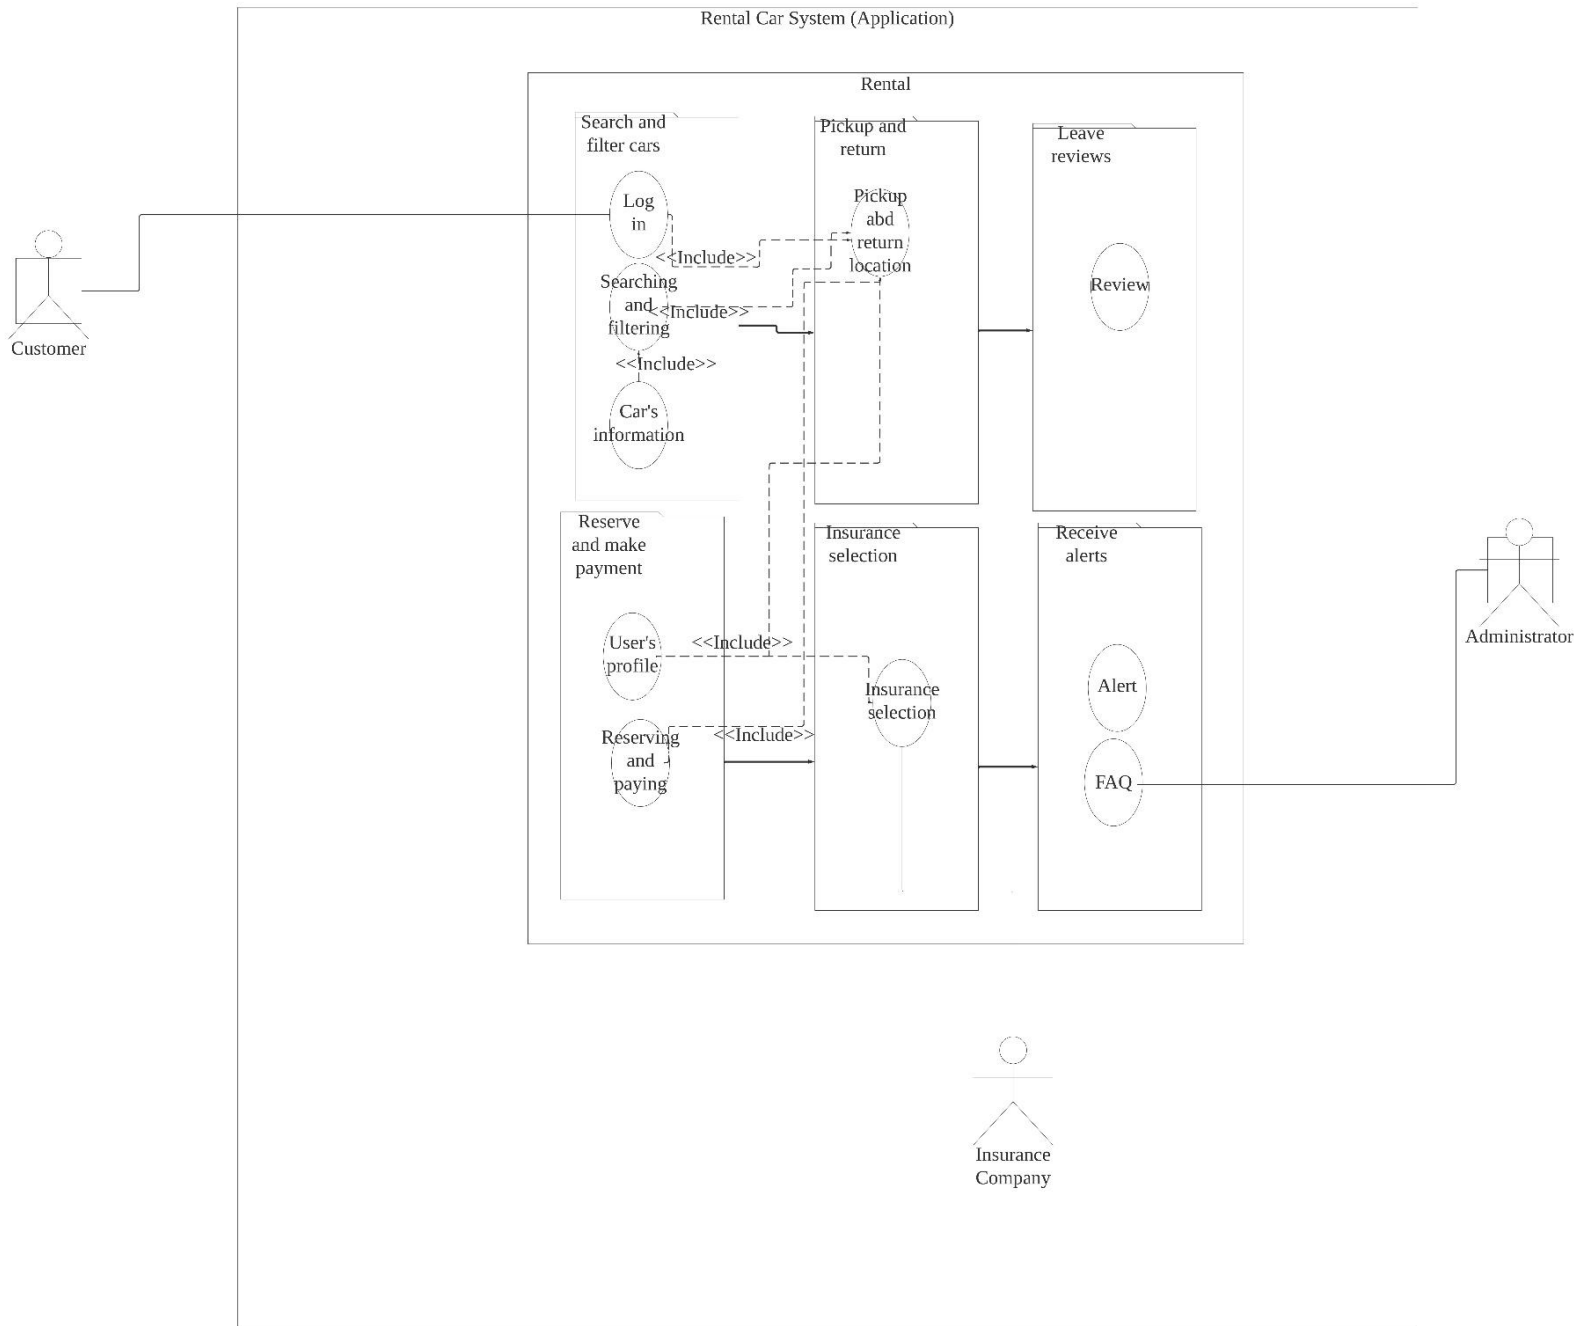 Rental Car System (Application)
Rental
Search and
filter cars
Pickup and
return
Leave
reviews
Log
in
Pickup
abd
return
location
<<Include>>
Searching
and
filtering
<<Include>>
Review
<<Include>>
Car's
information
Customer
Reserve
and make
payment
Insurance
selection
Receive
alerts
User's
profile
<<Include>>
Insurance
selection
Alert
Reserving
and
paying
<<Include>>
FAQ
Administrator
Insurance
Company